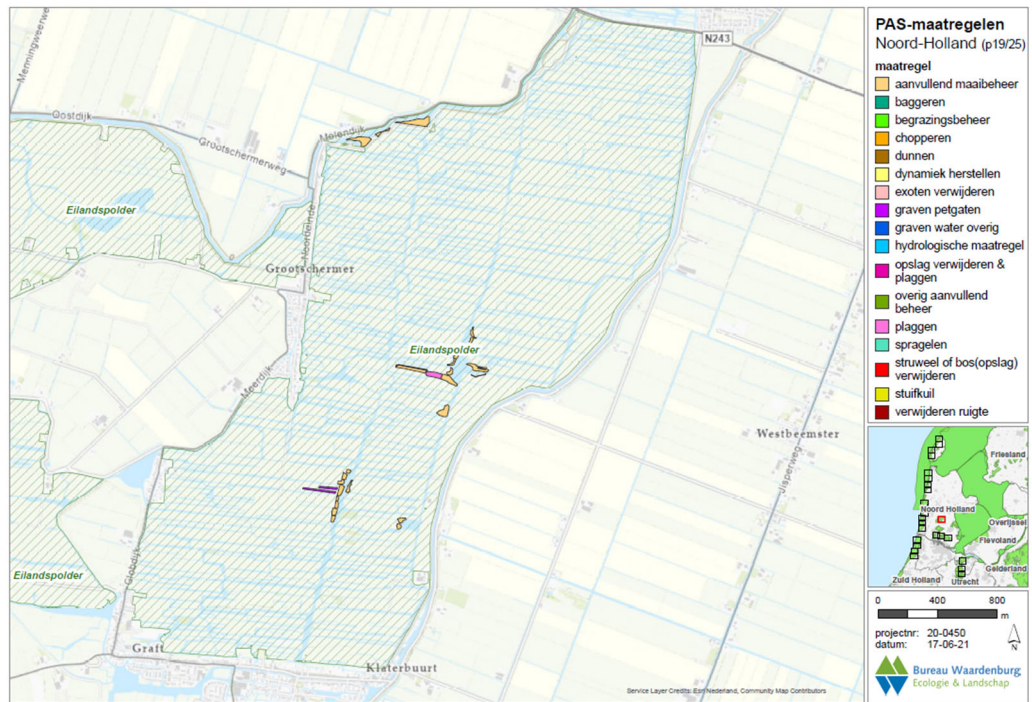 N243
Menningweerweg
Oostdijk
Molendijk
Grootschermerweg
Eilandspolder
Noordeinde
Grootschermer
Eilandspolder
Meerdijk
Westbeemster
Jisperweg
Eilandspolder
Globdijk
Graft
Klaterbuurt
Service Layer Credits: Esri Nederland, Community Map Contributors
PAS-maatregelen
Noord-Holland (p19/25)
maatregel
aanvullend maaibeheer
baggeren
begrazingsbeheer
chopperen
dunnen
dynamiek herstellen
exoten verwijderen
graven petgaten
graven water overig
hydrologische maatregel
opslag verwijderen &
plaggen
overig aanvullend
beheer
plaggen
spragelen
struweel of bos(opslag)
verwijderen
stuifkuil
verwijderen ruigte
Friesland
Noord Holland
Overijssel
Flevoland
Gelderland
Zuid Holland
Utrecht
0 400 800
m
projectnr: 20-0450
datum: 17-06-21
N
Bureau Waardenburg
Ecologie & Landschap